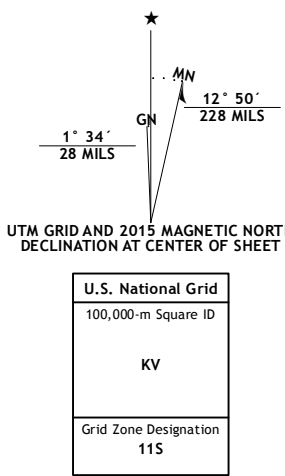 ★
MN
GN
12° 50´
228 MILS
1° 34´
28 MILS
UTM GRID AND 2015 MAGNETIC NORTH
DECLINATION AT CENTER OF SHEET
U.S. National Grid
100,000-m Square ID
KV
Grid Zone Designation
11S